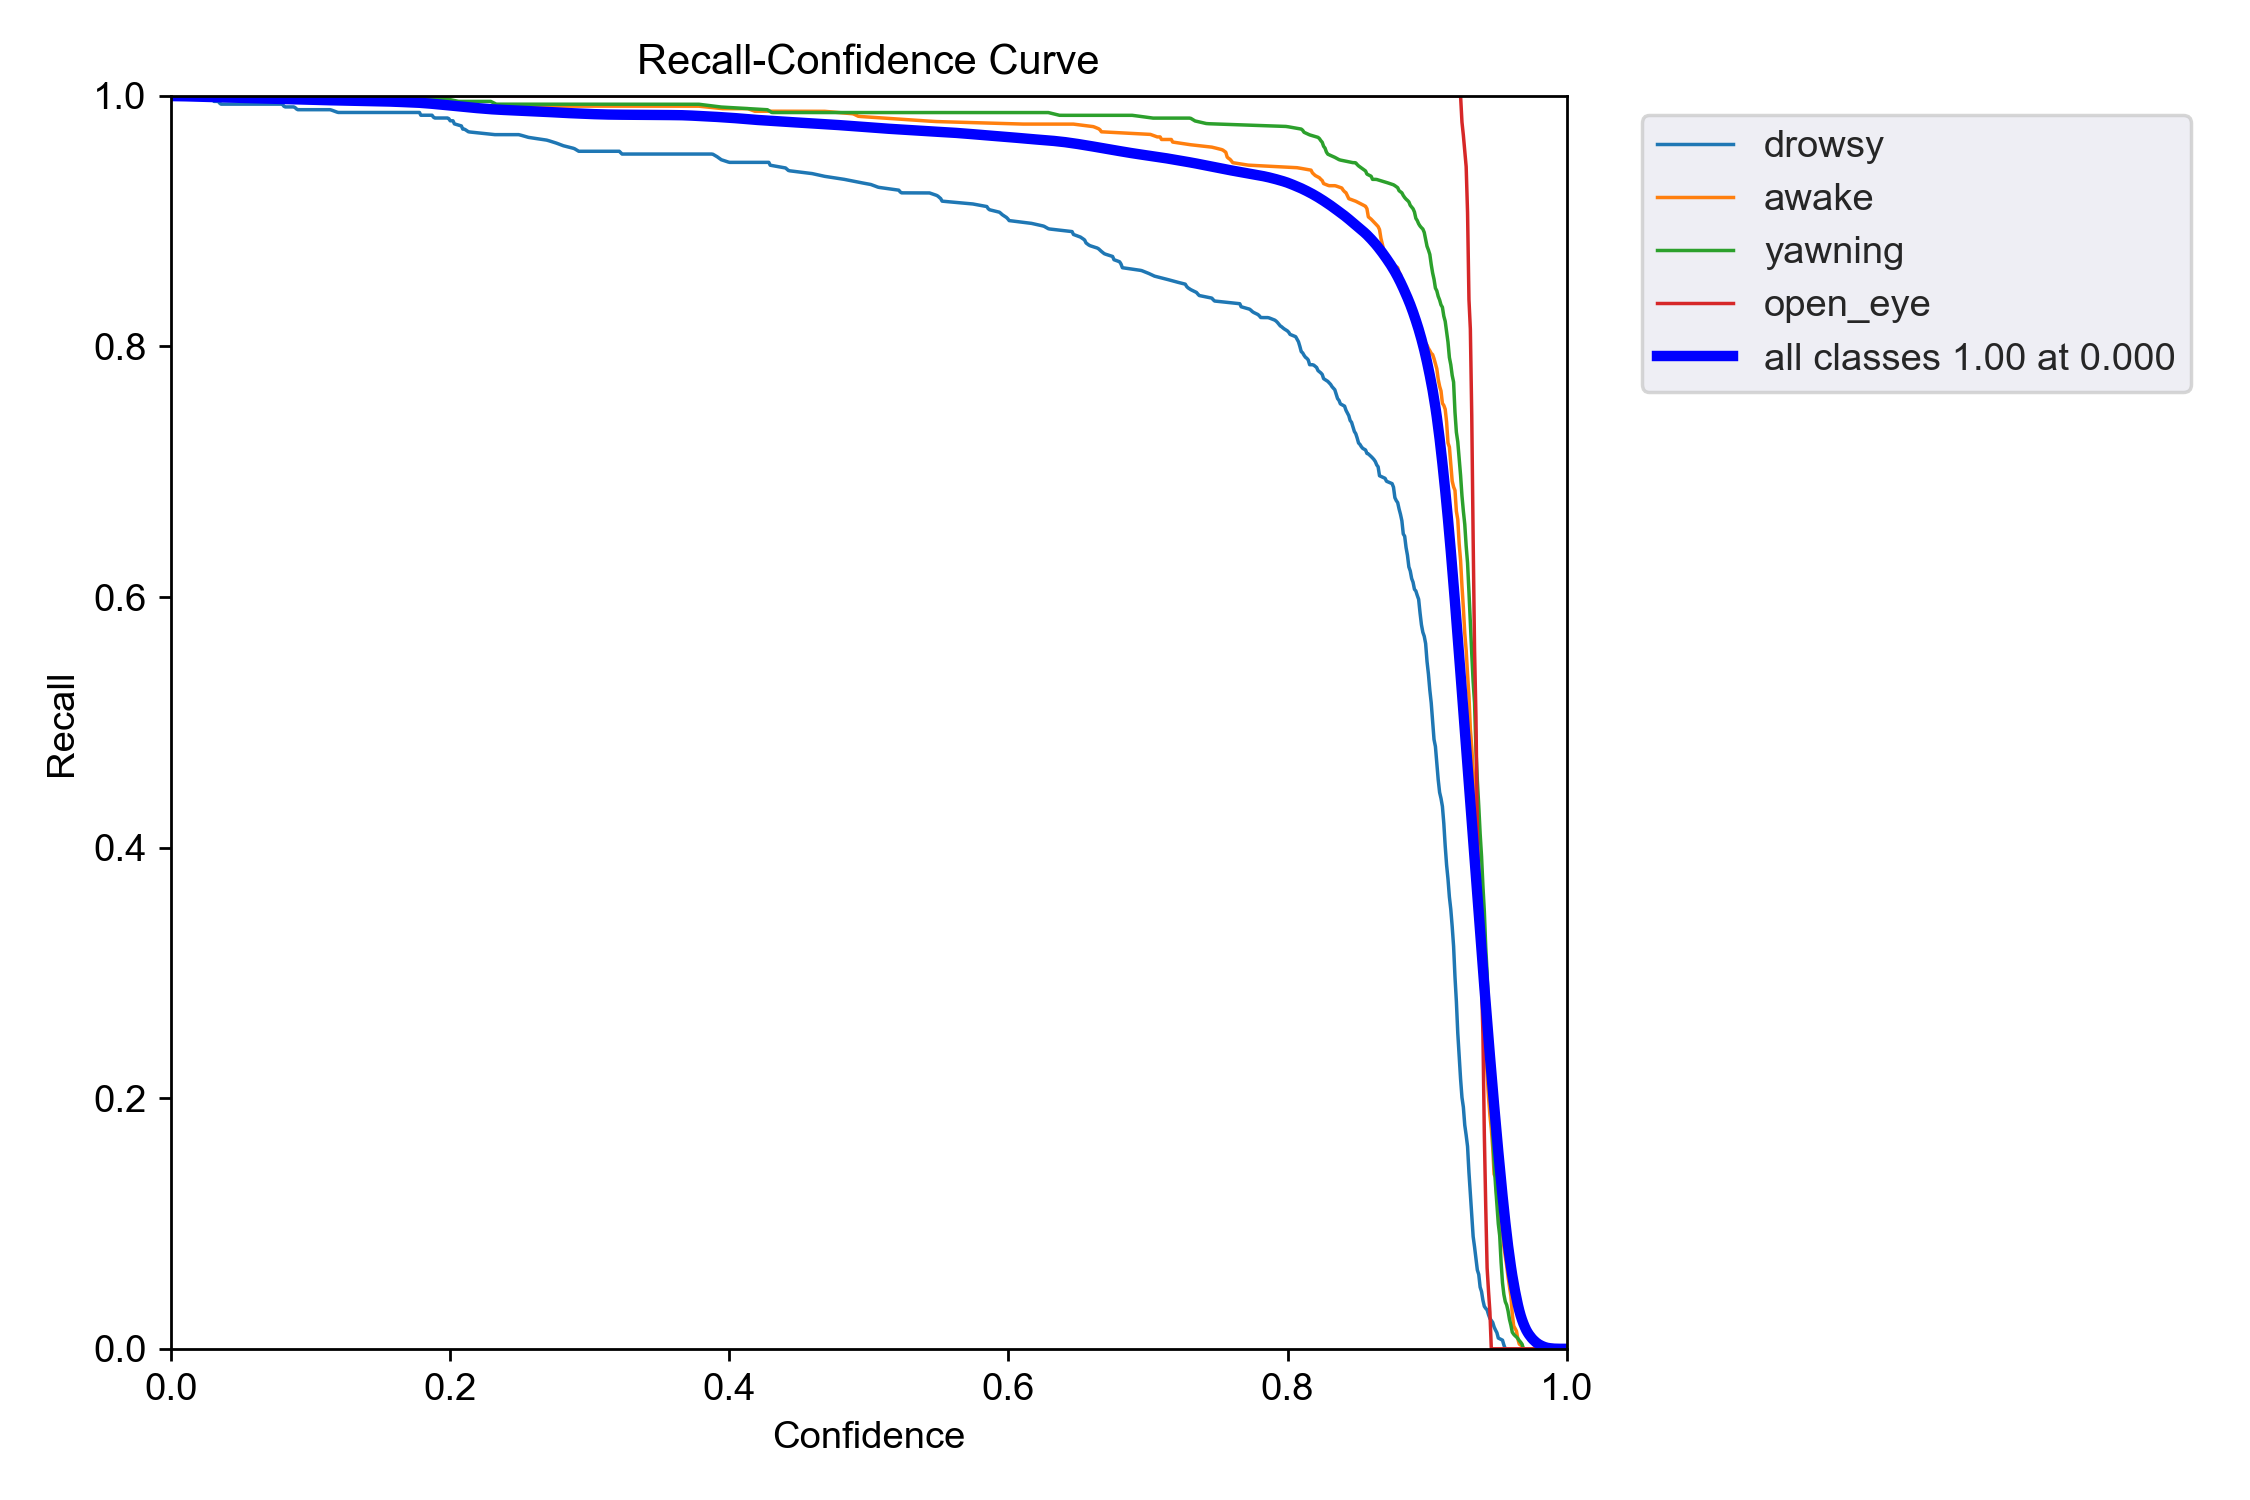 Recall-Confidence Curve
1.0
0.8
0.6
0.4
0.2
0.0
Recall
0.0 0.2 0.4 0.6 0.8 1.0
Confidence
drowsy
awake
yawning
open_eye
all classes 1.00 at 0.000